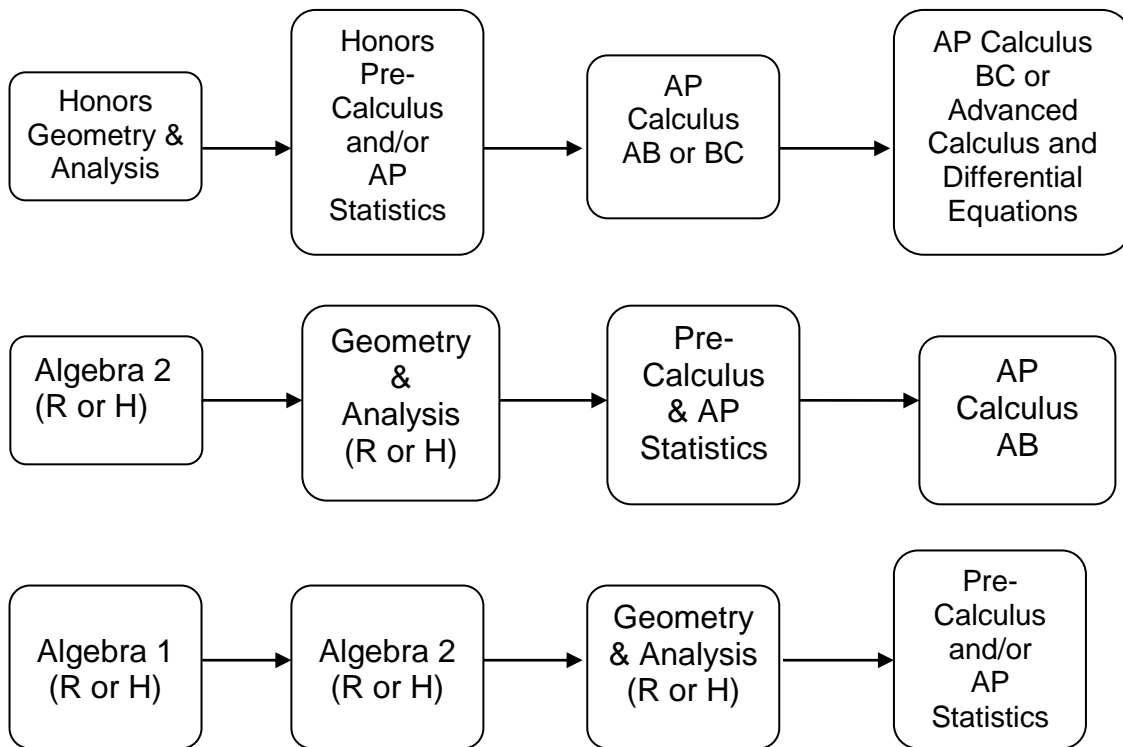 Honors
Geometry &
Analysis
Honors
Pre-
Calculus
and/or
AP
Statistics
AP
Calculus
AB or BC
AP Calculus
BC or
Advanced
Calculus and
Differential
Equations
Algebra 2
(R or H)
Geometry
&
Analysis
(R or H)
Pre-
Calculus
& AP
Statistics
AP
Calculus
AB
Algebra 1
(R or H)
Algebra 2
(R or H)
Geometry
& Analysis
(R or H)
Pre-
Calculus
and/or
AP
Statistics